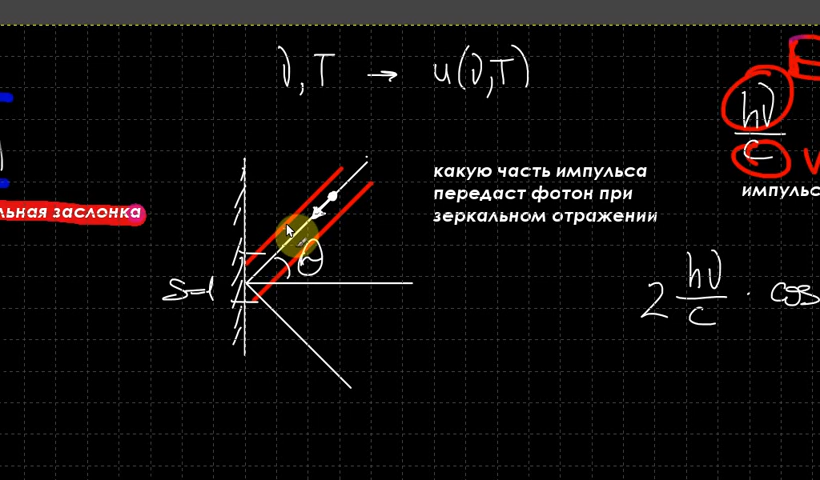 ν, T → u(ν,T)
hν
c
какую часть импульса
передаст фотон при
зеркальном отражении
импульс
льная заслонка
θ
S=1
2 hν/c · cos